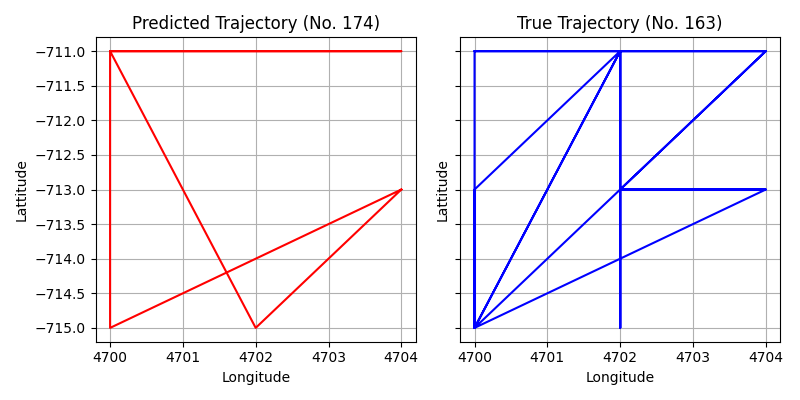 Predicted Trajectory (No. 174)
Lattitude
−711.0
−711.5
−712.0
−712.5
−713.0
−713.5
−714.0
−714.5
−715.0
4700 4701 4702 4703 4704
Longitude
True Trajectory (No. 163)
Lattitude
4700 4701 4702 4703 4704
Longitude